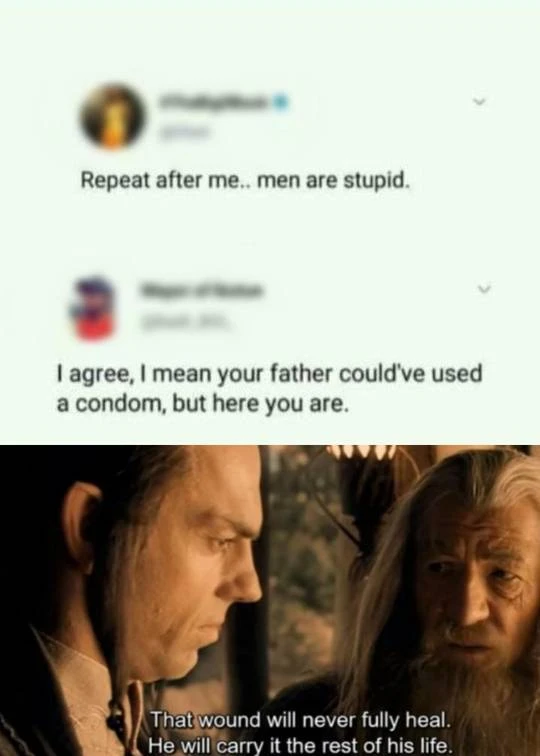 Repeat after me.. men are stupid.
I agree, I mean your father could've used
a condom, but here you are.
That wound will never fully heal.
He will carry it the rest of his life.